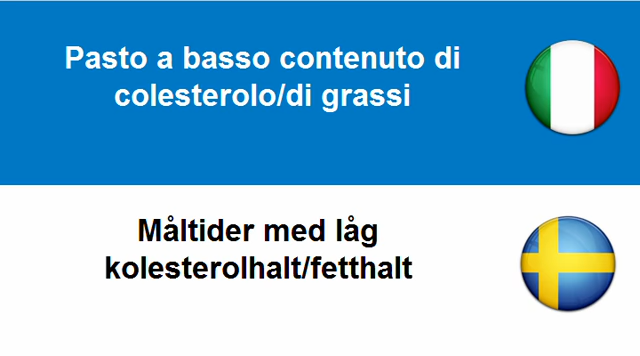 Pasto a basso contenuto di
colesterolo/di grassi
Måltider med låg
kolesterolhalt/fetthalt